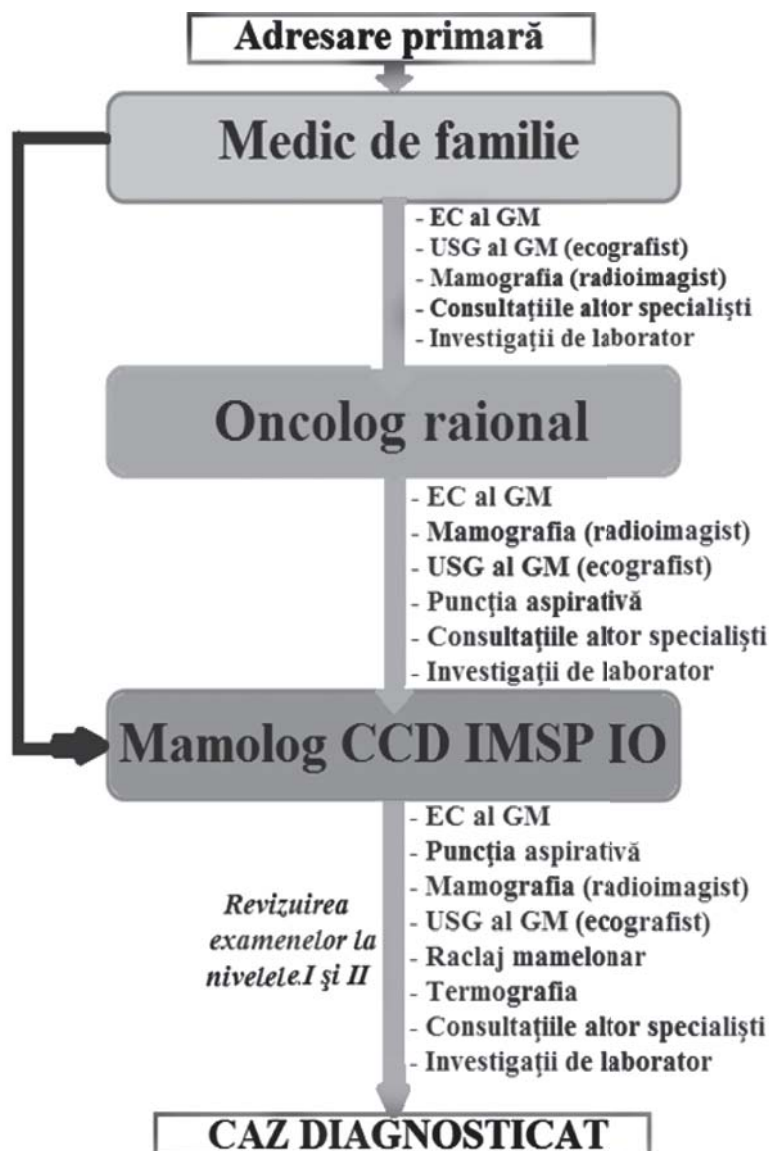 Adresare primară
Medic de familie
- EC al GM
- USG al GM (ecografist)
- Mamografia (radioimagist)
- Consultațiile altor specialiști
- Investigații de laborator
Oncolog raional
- EC al GM
- Mamografia (radioimagist)
- USG al GM (ecografist)
- Puncția aspirativă
- Consultațiile altor specialiști
- Investigații de laborator
Mamolog CCD IMSP IO
- EC al GM
- Puncția aspirativă
- Mamografia (radioimagist)
- USG al GM (ecografist)
- Raclaj mamelonar
- Termografia
- Consultațiile altor specialiști
- Investigații de laborator
Revizuirea
examenelor la
nivelele.I și II
CAZ DIAGNOSTICAT